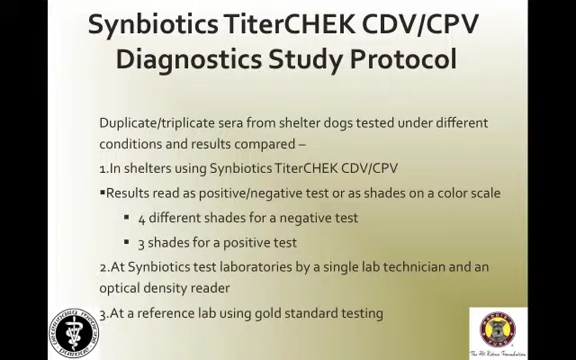 Synbiotics TiterCHEK CDV/CPV
Diagnostics Study Protocol
Duplicate/triplicate sera from shelter dogs tested under different
conditions and results compared –
1.In shelters using Synbiotics TiterCHEK CDV/CPV
▪Results read as positive/negative test or as shades on a color scale
▪ 4 different shades for a negative test
▪ 3 shades for a positive test
2.At Synbiotics test laboratories by a single lab technician and an
optical density reader
3.At a reference lab using gold standard testing